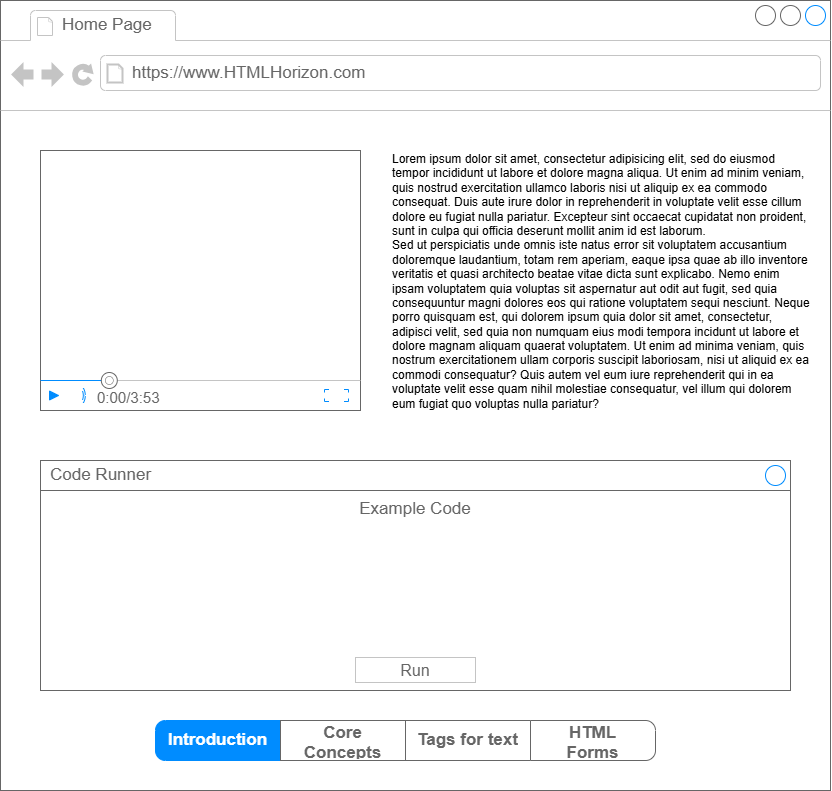 Home Page
https://www.HTMLHorizon.com
Lorem ipsum dolor sit amet, consectetur adipisicing elit, sed do eiusmod
tempor incididunt ut labore et dolore magna aliqua. Ut enim ad minim veniam,
quis nostrud exercitation ullamco laboris nisi ut aliquip ex ea commodo
consequat. Duis aute irure dolor in reprehenderit in voluptate velit esse cillum
dolore eu fugiat nulla pariatur. Excepteur sint occaecat cupidatat non proident,
sunt in culpa qui officia deserunt mollit anim id est laborum.
Sed ut perspiciatis unde omnis iste natus error sit voluptatem accusantium
doloremque laudantium, totam rem aperiam, eaque ipsa quae ab illo inventore
veritatis et quasi architecto beatae vitae dicta sunt explicabo. Nemo enim
ipsam voluptatem quia voluptas sit aspernatur aut odit aut fugit, sed quia
consequuntur magni dolores eos qui ratione voluptatem sequi nesciunt. Neque
porro quisquam est, qui dolorem ipsum quia dolor sit amet, consectetur,
adipisci velit, sed quia non numquam eius modi tempora incidunt ut labore et
dolore magnam aliquam quaerat voluptatem. Ut enim ad minima veniam, quis
nostrum exercitationem ullam corporis suscipit laboriosam, nisi ut aliquid ex ea
commodi consequatur? Quis autem vel eum iure reprehenderit qui in ea
voluptate velit esse quam nihil molestiae consequatur, vel illum qui dolorem
eum fugiat quo voluptas nulla pariatur?
0:00/3:53
Code Runner
Example Code
Run
Introduction
Core
Concepts
Tags for text
HTML
Forms